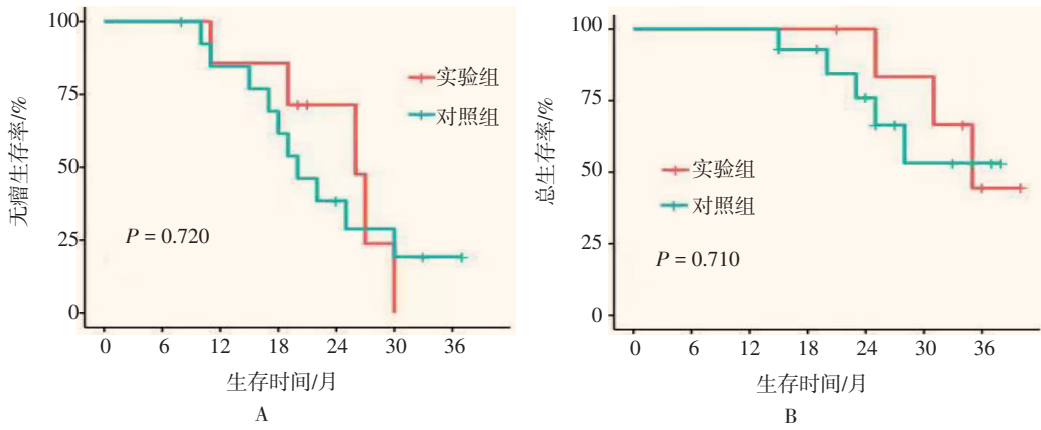 100
75
50
25
0
无瘤生存率/%
实验组
对照组
P = 0.720
0 6 12 18 24 30 36
生存时间/月
A
100
75
50
25
0
总生存率/%
实验组
对照组
P = 0.710
0 6 12 18 24 30 36
生存时间/月
B